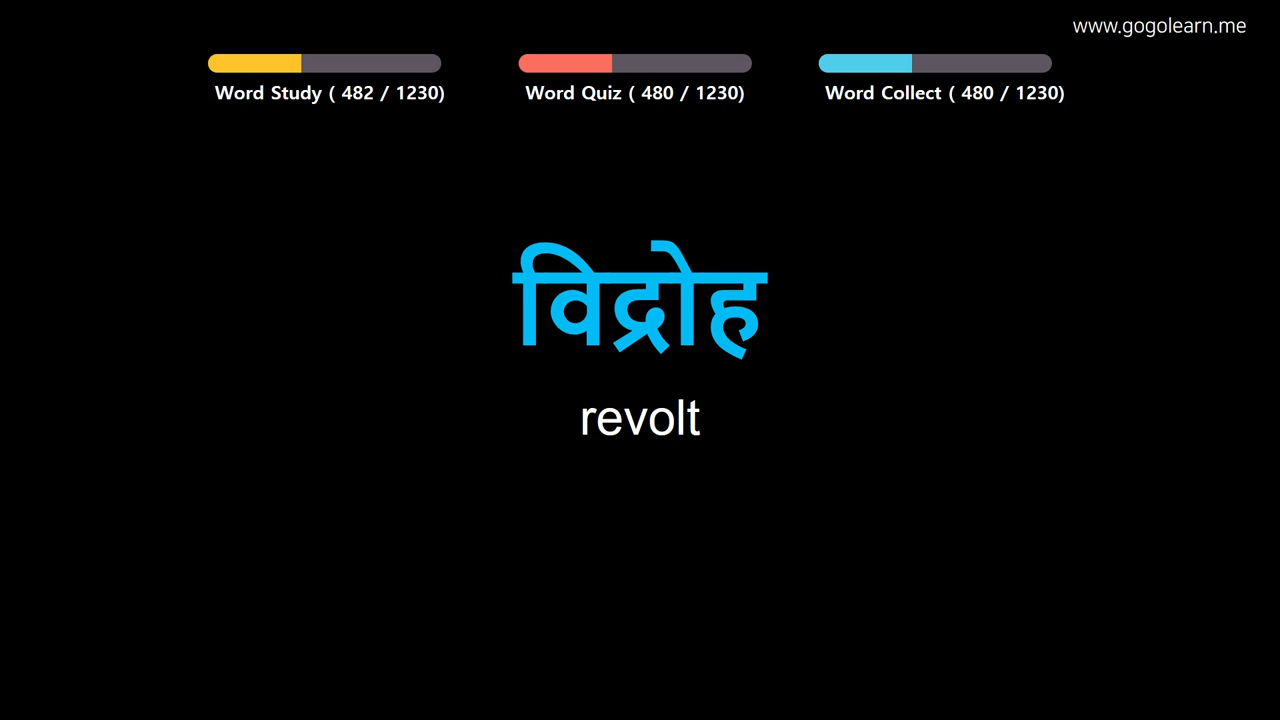 www.gogolearn.me
Word Study ( 482 / 1230)
Word Quiz ( 480 / 1230)
Word Collect ( 480 / 1230)
विद्रोह
revolt